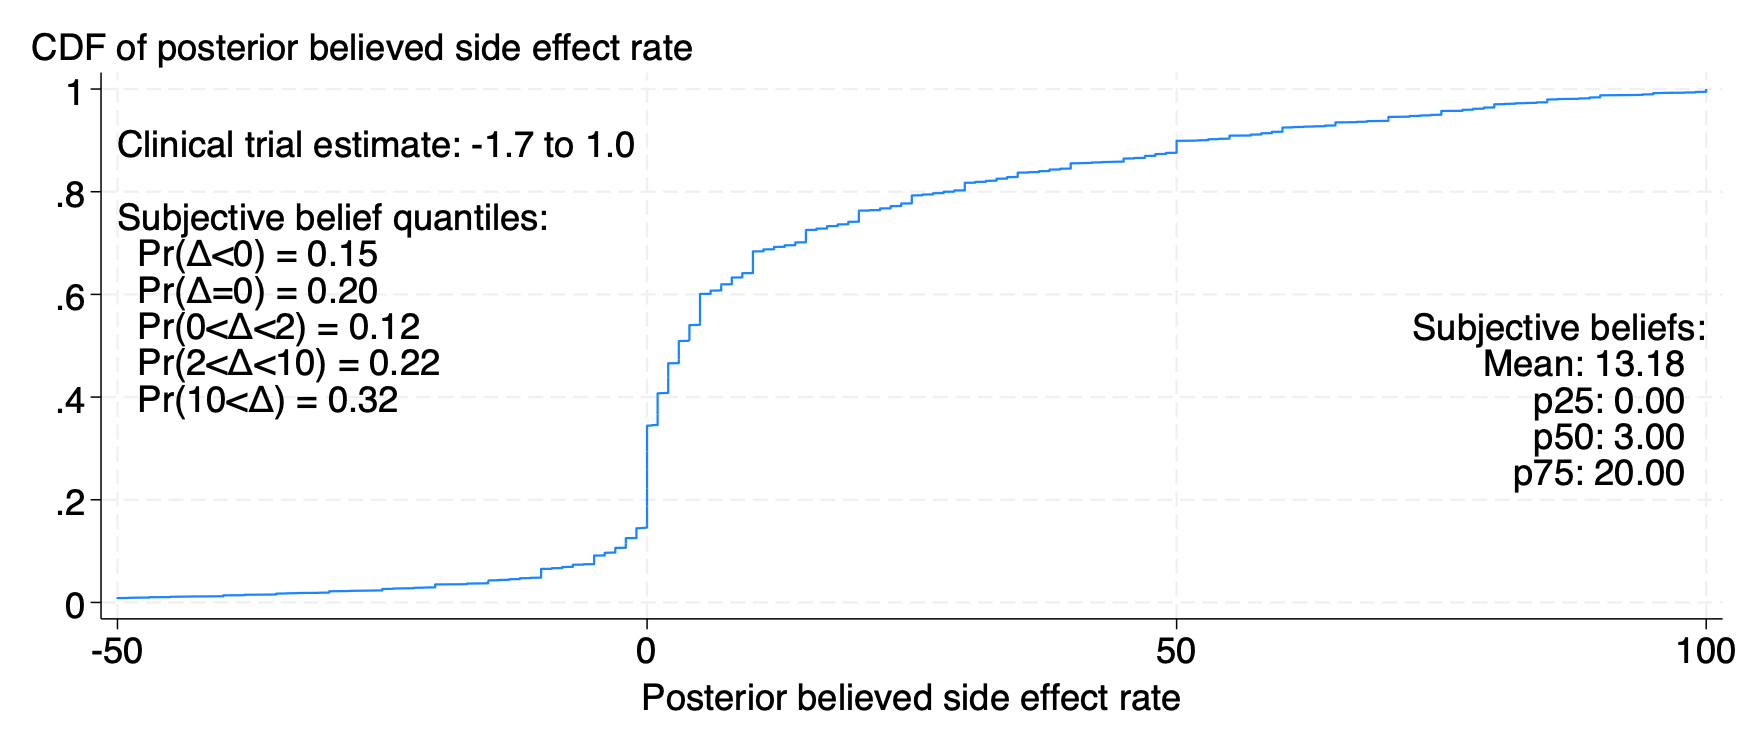 CDF of posterior believed side effect rate
1
.8
.6
.4
.2
0
Clinical trial estimate: -1.7 to 1.0
Subjective belief quantiles:
Pr(Δ<0) = 0.15
Pr(Δ=0) = 0.20
Pr(0<Δ<2) = 0.12
Pr(2<Δ<10) = 0.22
Pr(10<Δ) = 0.32
Subjective beliefs:
Mean: 13.18
p25: 0.00
p50: 3.00
p75: 20.00
-50 0 50 100
Posterior believed side effect rate